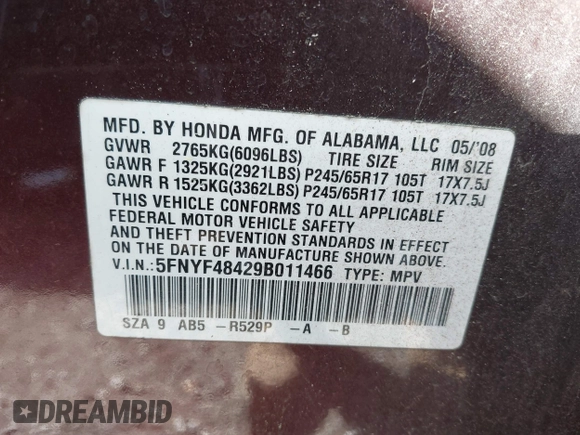 MFD. BY HONDA MFG. OF ALABAMA, LLC 05/'08
GVWR 2765KG(6096LBS) TIRE SIZE RIM SIZE
GAWR F 1325KG(2921LBS) P245/65R17 105T 17X7.5J
GAWR R 1525KG(3362LBS) P245/65R17 105T 17X7.5J
THIS VEHICLE CONFORMS TO ALL APPLICABLE
FEDERAL MOTOR VEHICLE SAFETY
AND THEFT PREVENTION STANDARDS IN EFFECT
ON THE DATE OF MANUFACTURE SHOWN ABOVE.
V.I.N.:5FNYF48429B011466 TYPE: MPV
SZA 9 AB5 -R529P -A -B
DREAMBID